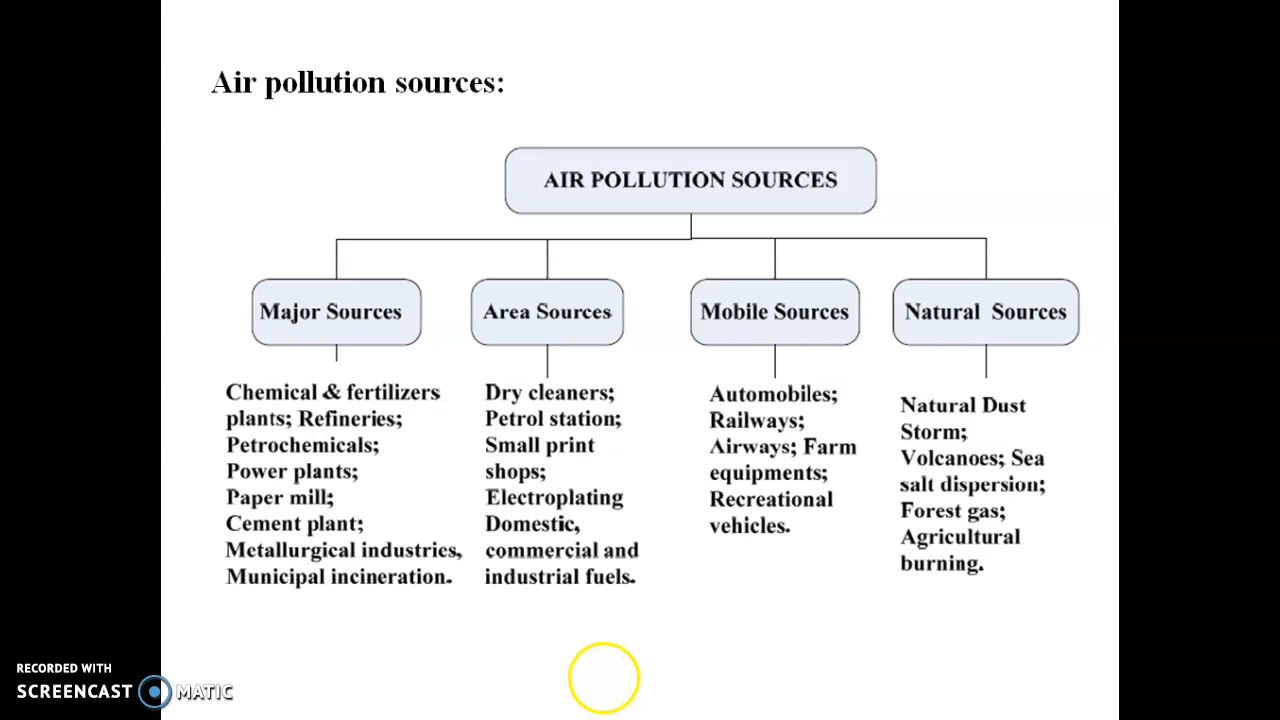 Air pollution sources:
AIR POLLUTION SOURCES
Major Sources
Area Sources
Mobile Sources
Natural Sources
Chemical & fertilizers
plants; Refineries;
Petrochemicals;
Power plants;
Paper mill;
Cement plant;
Metallurgical industries,
Municipal incineration.
Dry cleaners;
Petrol station;
Small print
shops;
Electroplating
Domestic,
commercial and
industrial fuels.
Automobiles;
Railways;
Airways; Farm
equipments;
Recreational
vehicles.
Natural Dust
Storm;
Volcanoes; Sea
salt dispersion;
Forest gas;
Agricultural
burning.
RECORDED WITH
SCREENCAST MATIC